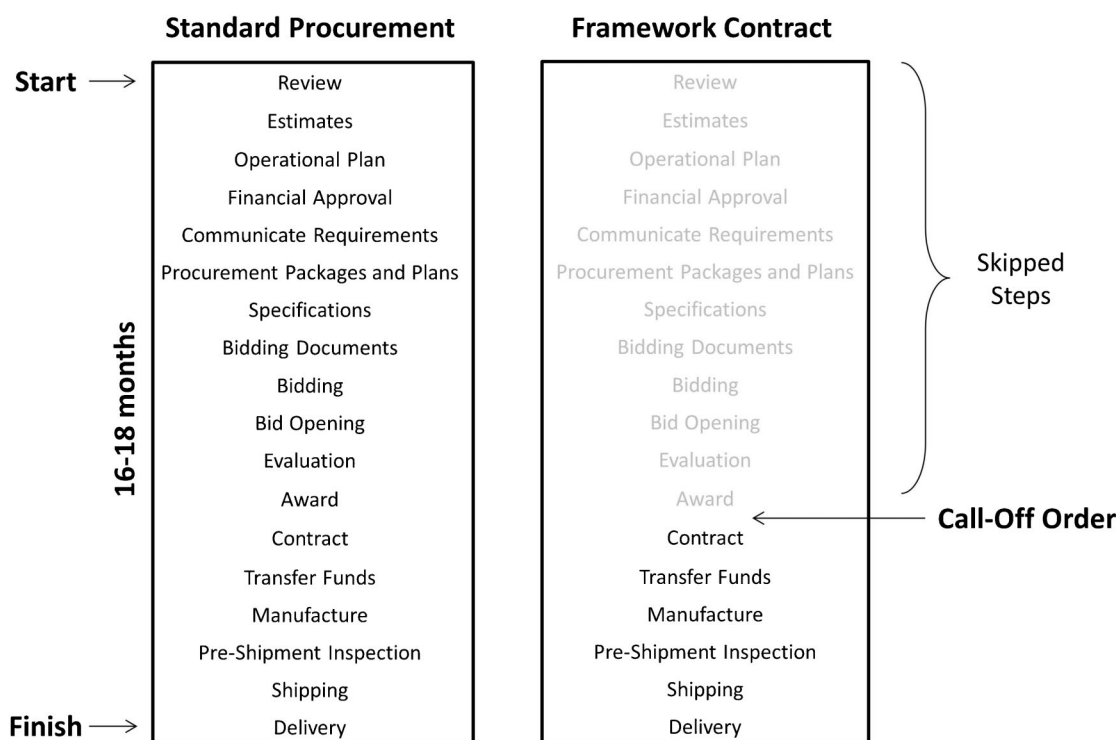 Standard Procurement
Start
Review
Estimates
Operational Plan
Financial Approval
Communicate Requirements
Procurement Packages and Plans
Specifications
Bidding Documents
Bidding
Bid Opening
Evaluation
Award
Contract
Transfer Funds
Manufacture
Pre-Shipment Inspection
Shipping
Delivery
Finish
16-18 months
Framework Contract
Review
Estimates
Operational Plan
Financial Approval
Communicate Requirements
Procurement Packages and Plans
Specifications
Bidding Documents
Bidding
Bid Opening
Evaluation
Award
Contract
Transfer Funds
Manufacture
Pre-Shipment Inspection
Shipping
Delivery
Skipped
Steps
Call-Off Order